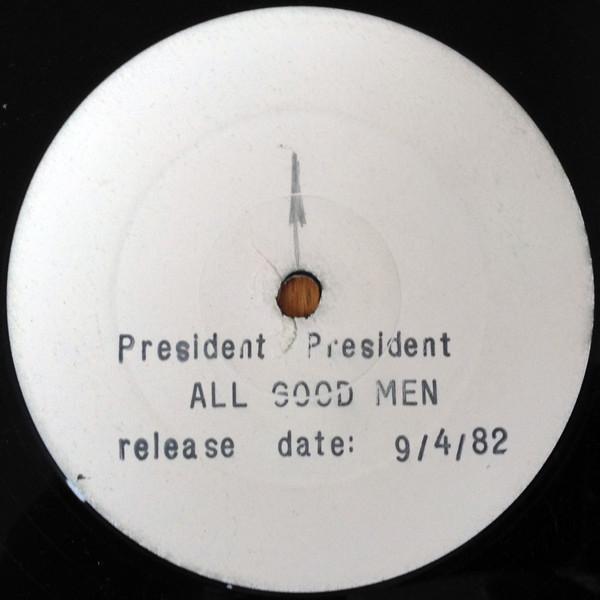 President President
ALL GOOD MEN
release date: 9/4/82